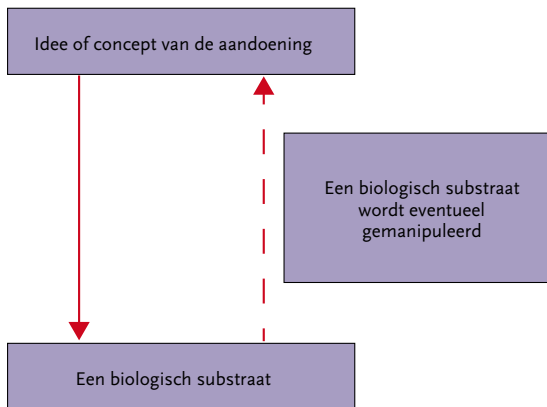 Idee of concept van de aandoening
Een biologisch substraat
wordt eventueel
gemanipuleerd
Een biologisch substraat